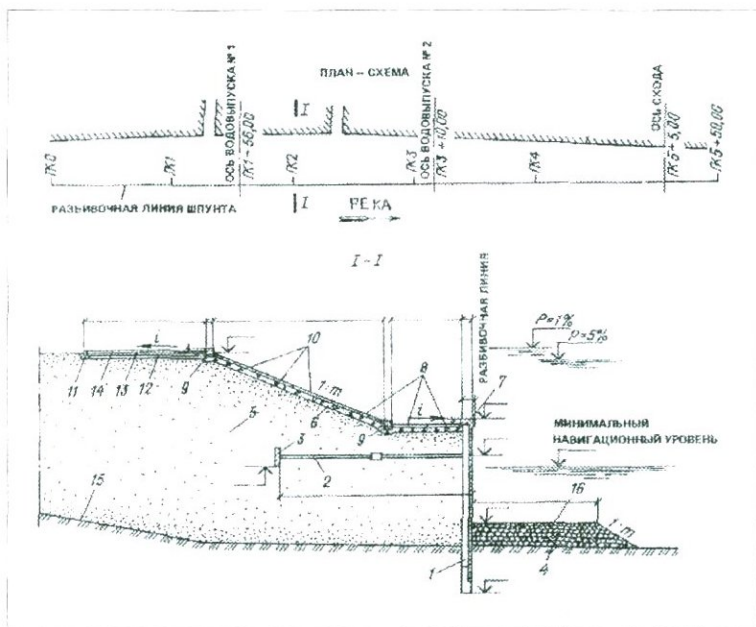 ПЛАН – СХЕМА
ОСЬ ВОДОВЫПУСКА № 1
ПК1+56,00
I
ОСЬ ВОДОВЫПУСКА № 2
ПК3+10,00
ОСЬ СХОДА
ПК5+5,00
ПК5+50,00
ПК0
ПК1
ПК2
ПК3
ПК4
РАЗБИВОЧНАЯ ЛИНИЯ ШПУНТА
I
РЕКА
I – I
РАЗБИВОЧНАЯ ЛИНИЯ
P=1%
P=5%
i
10
11
14
13
12
9
1:m
8
7
5
6
9
i
МИНИМАЛЬНЫЙ
НАВИГАЦИОННЫЙ УРОВЕНЬ
3
2
15
16
1:m
1
4